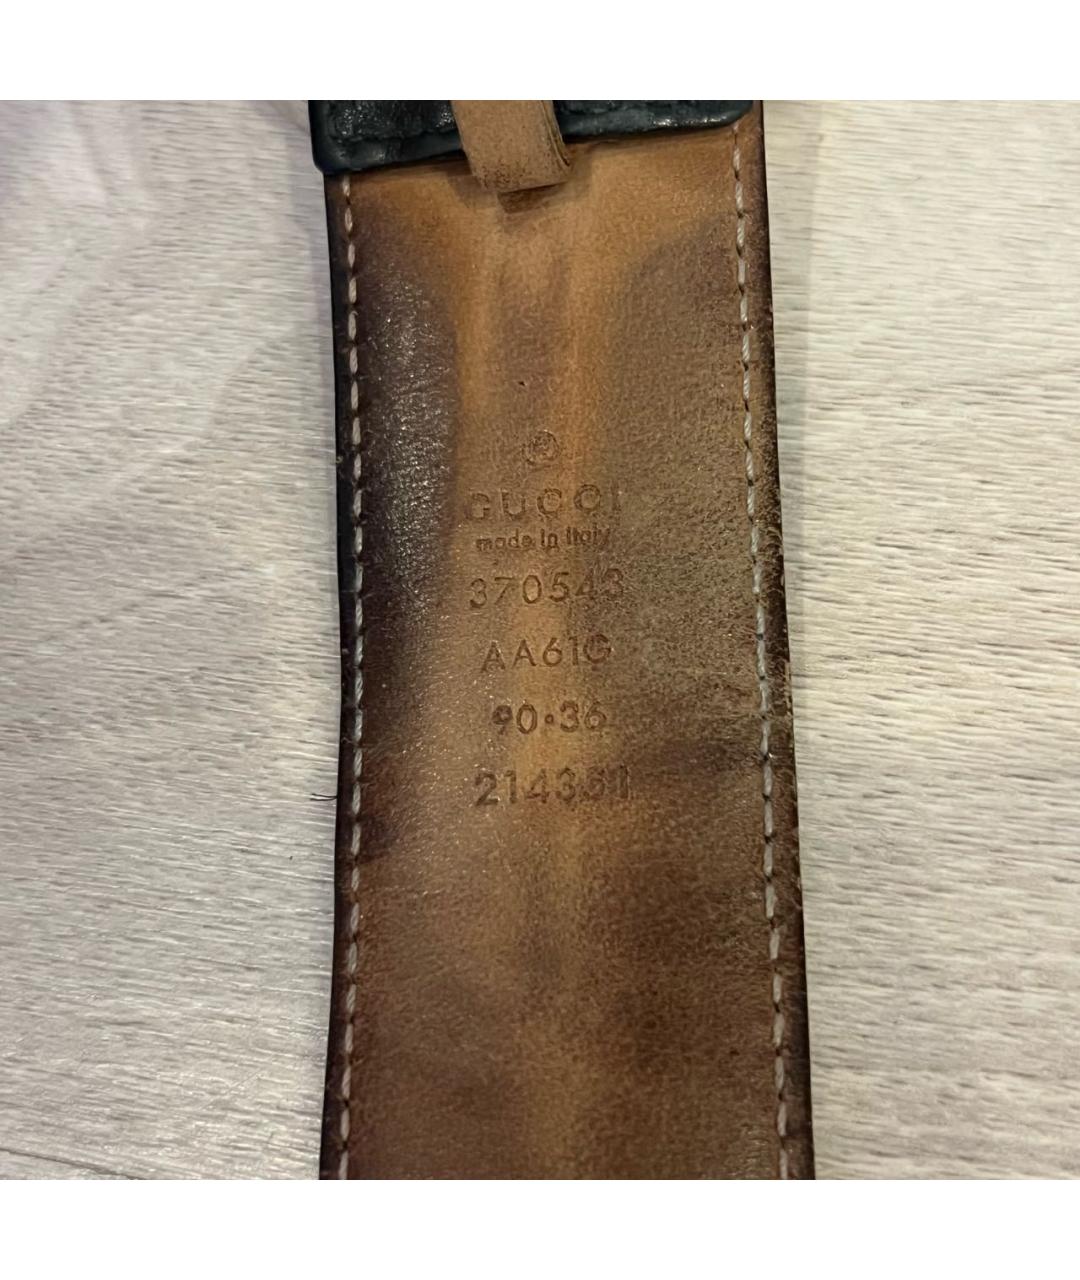 ®
GUCCI
made in Italy
370543
AA61G
90·36
214351